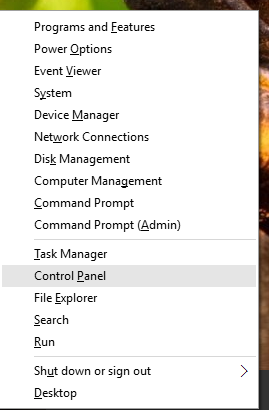 Programs and Features
Power Options
Event Viewer
System
Device Manager
Network Connections
Disk Management
Computer Management
Command Prompt
Command Prompt (Admin)
Task Manager
Control Panel
File Explorer
Search
Run
Shut down or sign out
Desktop